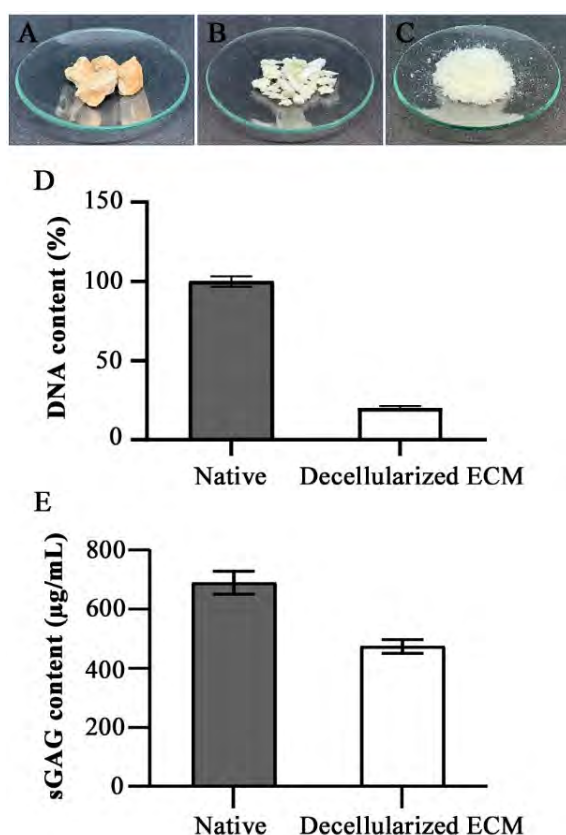 A
B
C
D
DNA content (%)
150
100
50
0
Native
Decellularized ECM
E
sGAG content (µg/mL)
800
600
400
200
0
Native
Decellularized ECM